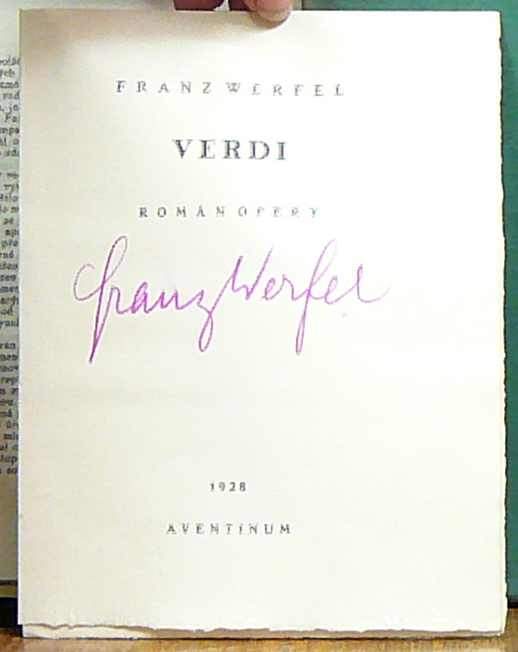 FRANZ WERFEL
VERDI
ROMÁN OPERY
Franz Werfel
1928
AVENTINUM